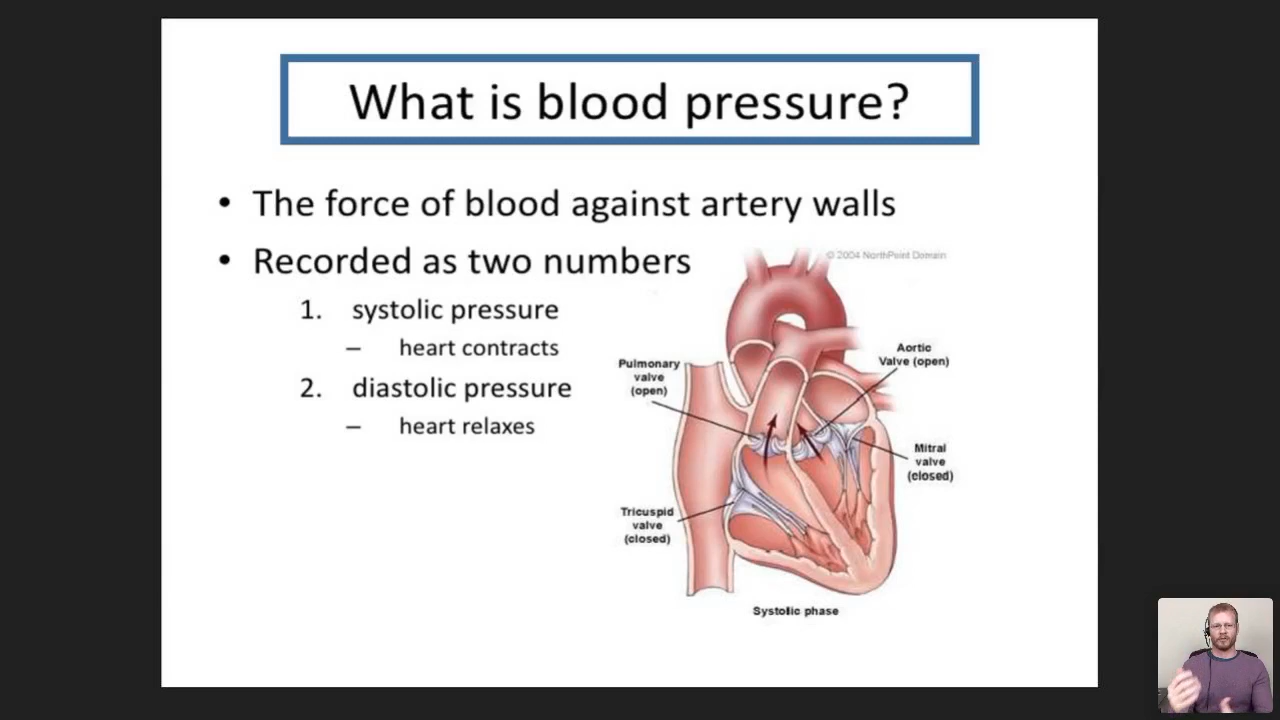 What is blood pressure?
• The force of blood against artery walls
• Recorded as two numbers
1. systolic pressure
– heart contracts
2. diastolic pressure
– heart relaxes
© 2004 NorthPoint Domain
Aortic
Valve (open)
Pulmonary
valve
(open)
Mitral
valve
(closed)
Tricuspid
valve
(closed)
Systolic phase